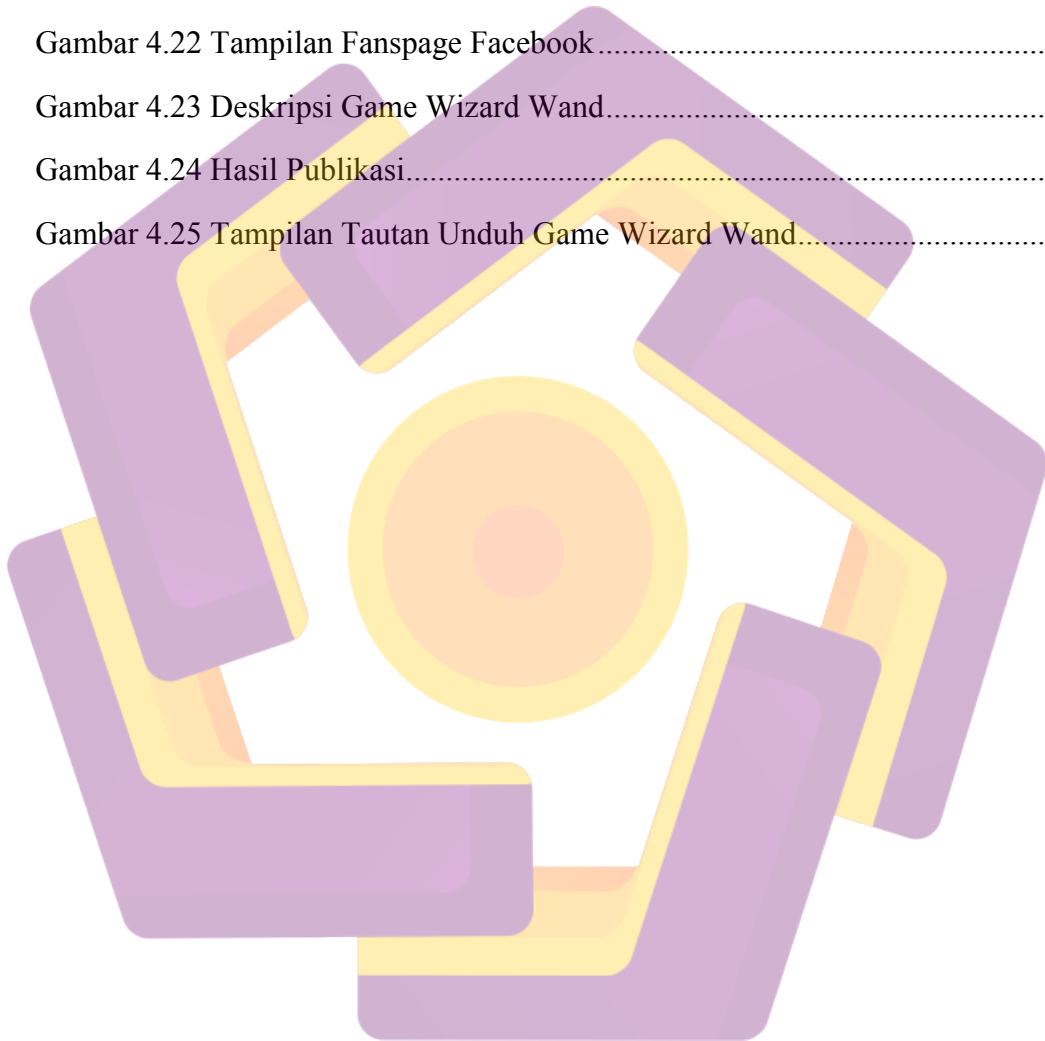 Gambar 4.22 Tampilan Fanspage Facebook..........................................................
Gambar 4.23 Deskripsi Game Wizard Wand.........................................................
Gambar 4.24 Hasil Publikasi..................................................................................
Gambar 4.25 Tampilan Tautan Unduh Game Wizard Wand................................